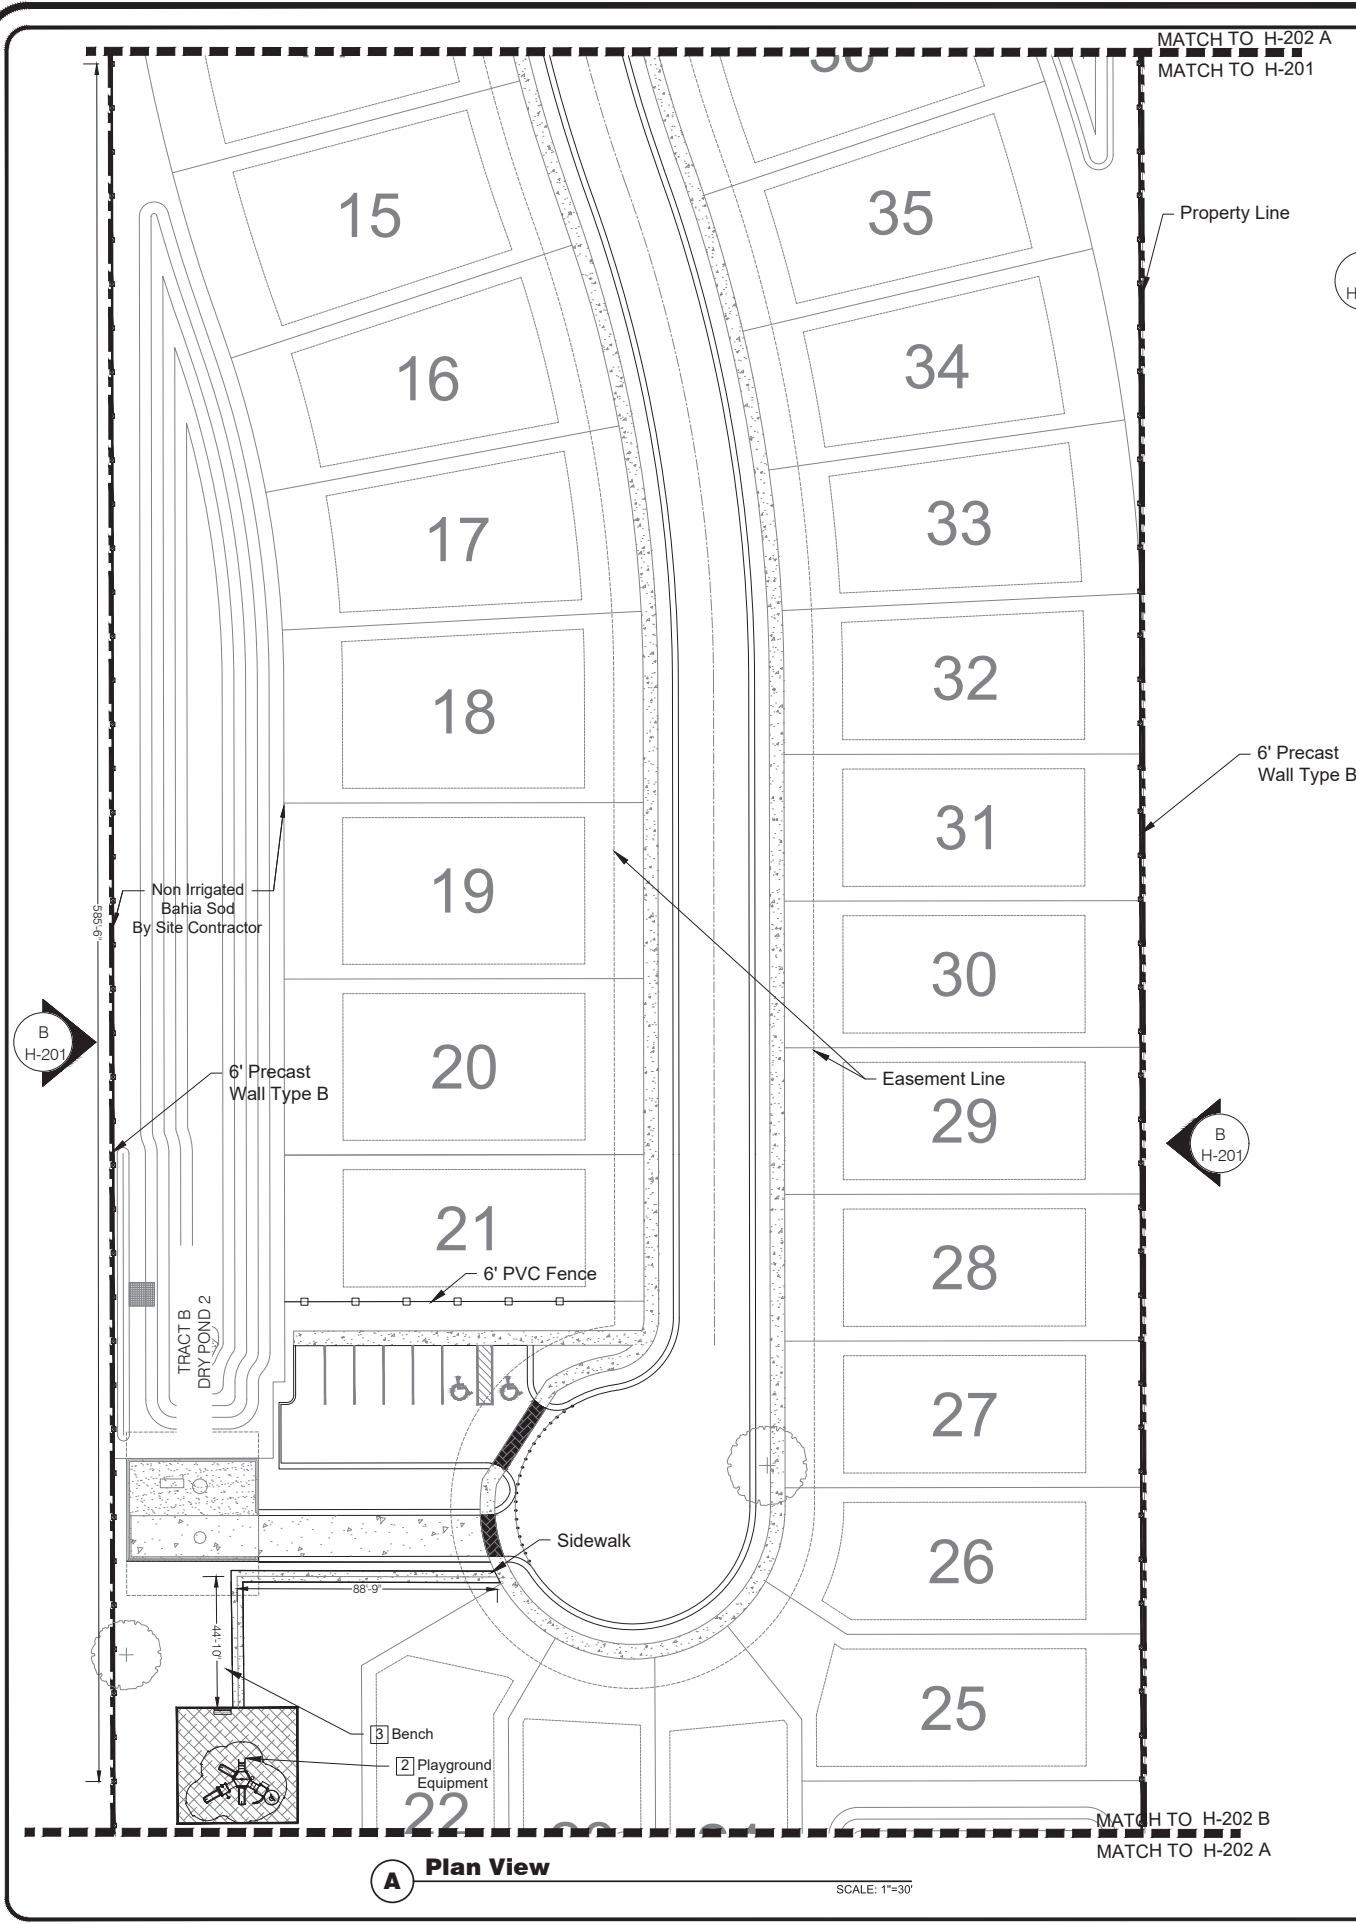 MATCH TO H-202 A
MATCH TO H-201
36
15
35
Property Line
H
16
34
17
33
18
32
6' Precast
Wall Type B
31
19
Non Irrigated
Bahia Sod
By Site Contractor
585'-6"
30
B
H-201
20
6' Precast
Wall Type B
Easement Line
29
B
H-201
21
28
6' PVC Fence
TRACT B
DRY POND 2
27
Sidewalk
26
88'-9"
44'-10"
25
3 Bench
2 Playground
Equipment
22
MATCH TO H-202 B
MATCH TO H-202 A
A Plan View
SCALE: 1"=30'